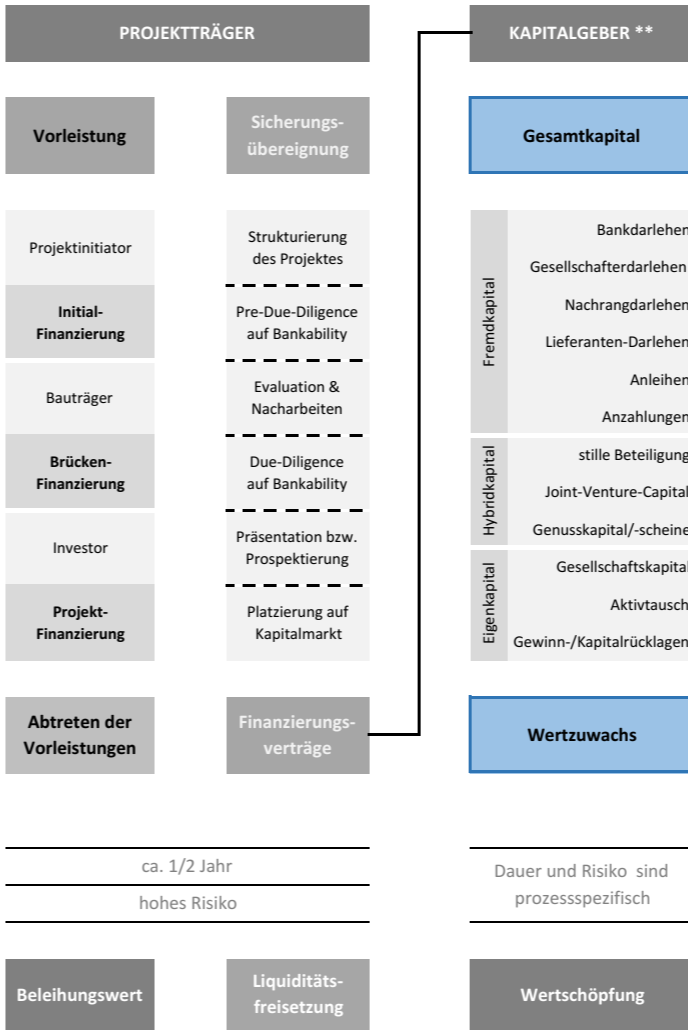 PROJEKTTRÄGER
KAPITALGEBER **
Vorleistung
Sicherungs-
übereignung
Gesamtkapital
Projektinitiator
Initial-
Finanzierung
Bauträger
Brücken-
Finanzierung
Investor
Projekt-
Finanzierung
Strukturierung
des Projektes
Pre-Due-Diligence
auf Bankability
Evaluation &
Nacharbeiten
Due-Diligence
auf Bankability
Präsentation bzw.
Prospektierung
Platzierung auf
Kapitalmarkt
Fremdkapital
Bankdarlehen
Gesellschafterdarlehen
Nachrangdarlehen
Lieferanten-Darlehen
Anleihen
Anzahlungen
Hybridkapital
stille Beteiligung
Joint-Venture-Capital
Genusskapital/-scheine
Eigenkapital
Gesellschaftskapital
Aktivtausch
Gewinn-/Kapitalrücklagen
Abtreten der
Vorleistungen
Finanzierungs-
verträge
Wertzuwachs
ca. 1/2 Jahr
hohes Risiko
Dauer und Risiko sind
prozessspezifisch
Beleihungswert
Liquiditäts-
freisetzung
Wertschöpfung